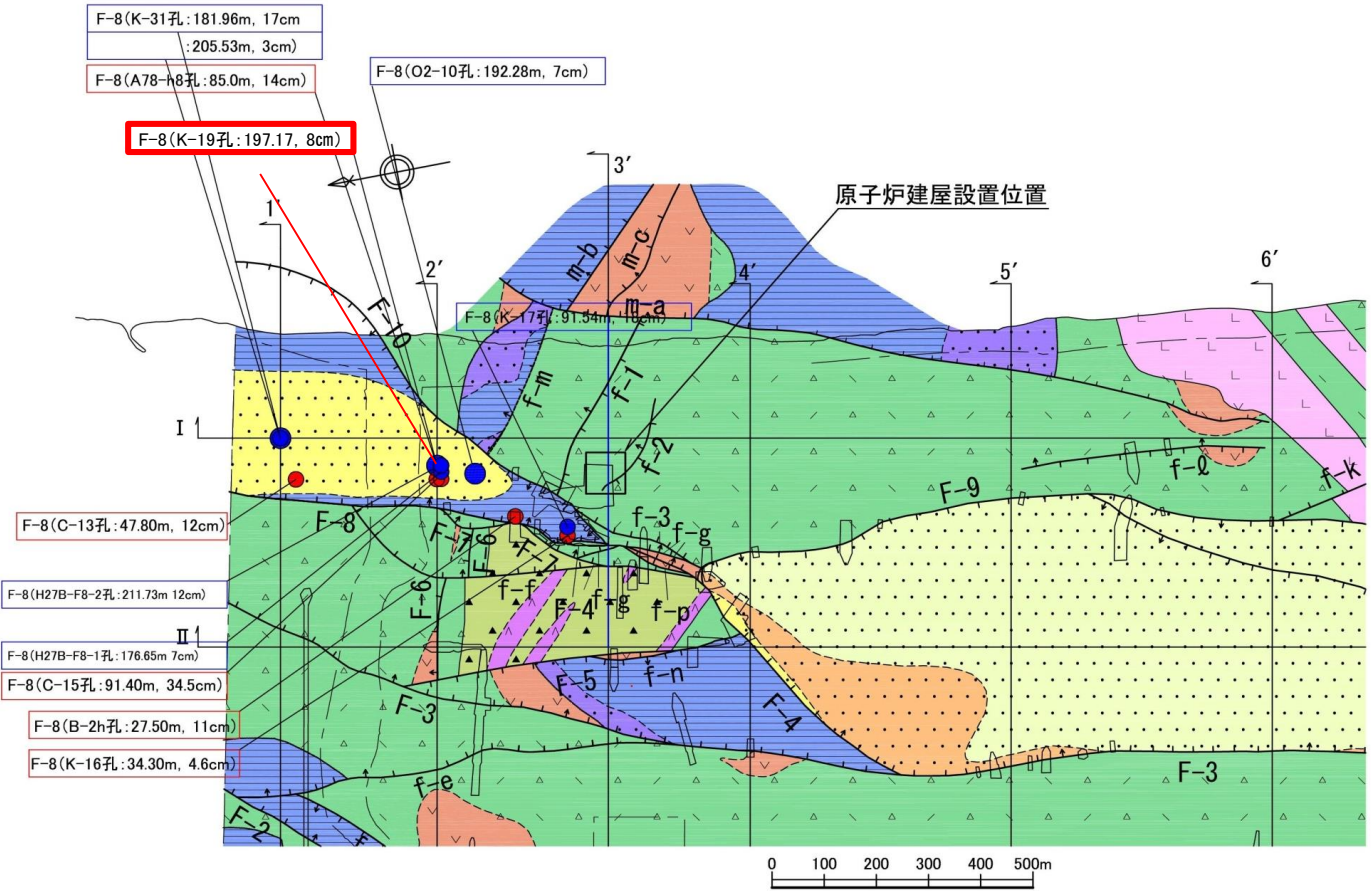 F-8(K-31孔:181.96m, 17cm
:205.53m, 3cm)
F-8(A78-h8孔:85.0m, 14cm)
F-8(O2-10孔:192.28m, 7cm)
F-8(K-19孔:197.17, 8cm)
原子炉建屋設置位置
1'
2'
3'
4'
5'
6'
m-b
m-c
m-a
F-10
F-8(K-17孔:91.54m, 18cm)
f-m
f-1
f-2
I
F-9
f-ℓ
f-k
F-8(C-13孔:47.80m, 12cm)
F-8
F-7
F-6
F-7
f-3
f-g
F-8(H27B-F8-2孔:211.73m 12cm)
F-6
f-f
F-4
f-g
f-p
II
F-8(H27B-F8-1孔:176.65m 7cm)
F-8(C-15孔:91.40m, 34.5cm)
F-5
f-n
F-3
F-4
F-8(B-2h孔:27.50m, 11cm)
F-8(K-16孔:34.30m, 4.6cm)
f-e
F-3
F-2
0 100 200 300 400 500m